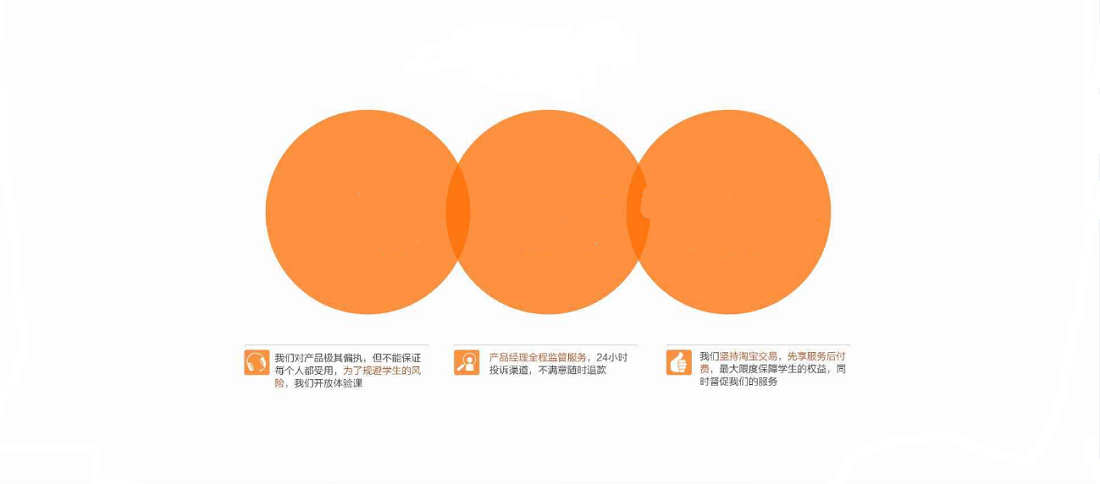 我们对产品极其偏执，但不能保证
每个人都受用，为了规避学生的风
险，我们开放体验课
产品经理全程监管服务，24小时
投诉渠道，不满意随时退款
我们坚持淘宝交易，先享服务后付
费，最大限度保障学生的权益，同
时督促我们的服务